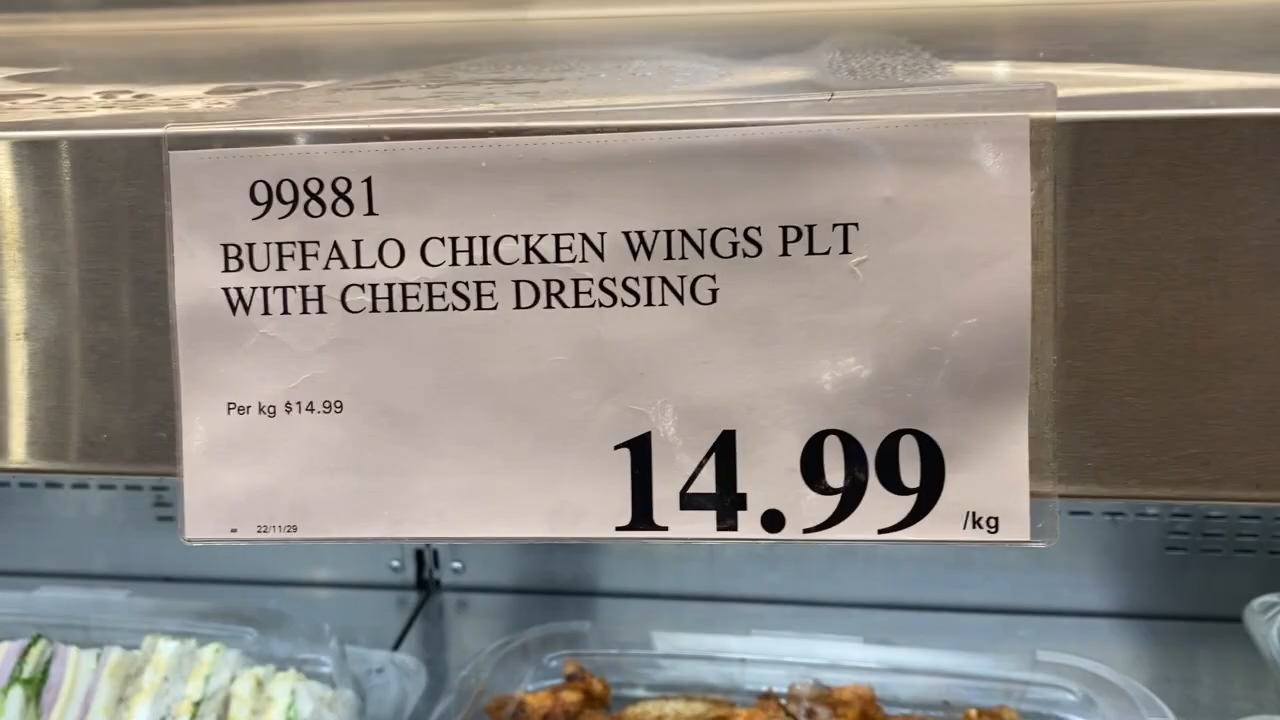 99881
BUFFALO CHICKEN WINGS PLT
WITH CHEESE DRESSING
Per kg $14.99
14.99 /kg
22/11/29